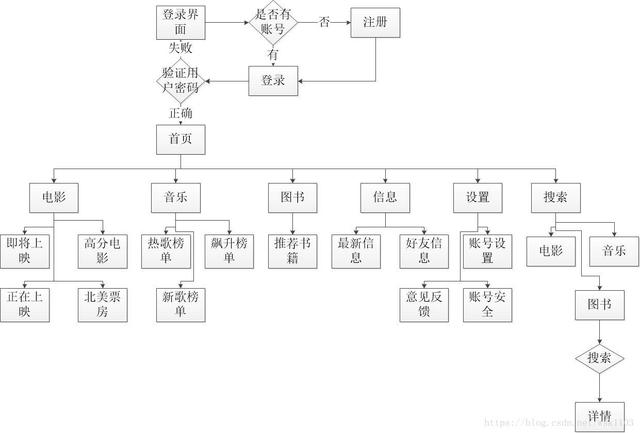 登录界
面
是否有
账号
否
注册
失败
有
验证用
户密码
登录
正确
首页
电影
音乐
图书
信息
设置
搜索
即将上
映
高分电
影
热歌榜
单
飙升榜
单
推荐书
籍
最新信
息
好友信
息
账号设
置
电影
音乐
正在上
映
北美票
房
新歌榜
单
意见反
馈
账号安
全
图书
搜索
详情